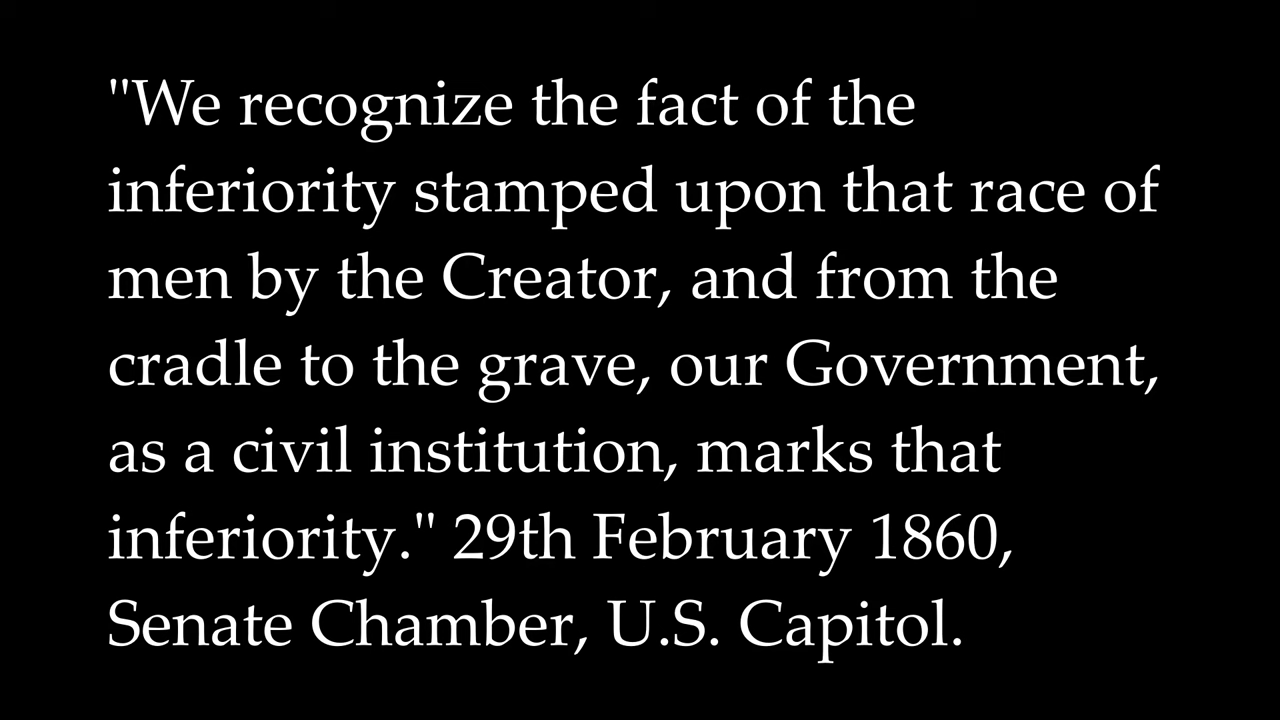 "We recognize the fact of the
inferiority stamped upon that race of
men by the Creator, and from the
cradle to the grave, our Government,
as a civil institution, marks that
inferiority." 29th February 1860,
Senate Chamber, U.S. Capitol.